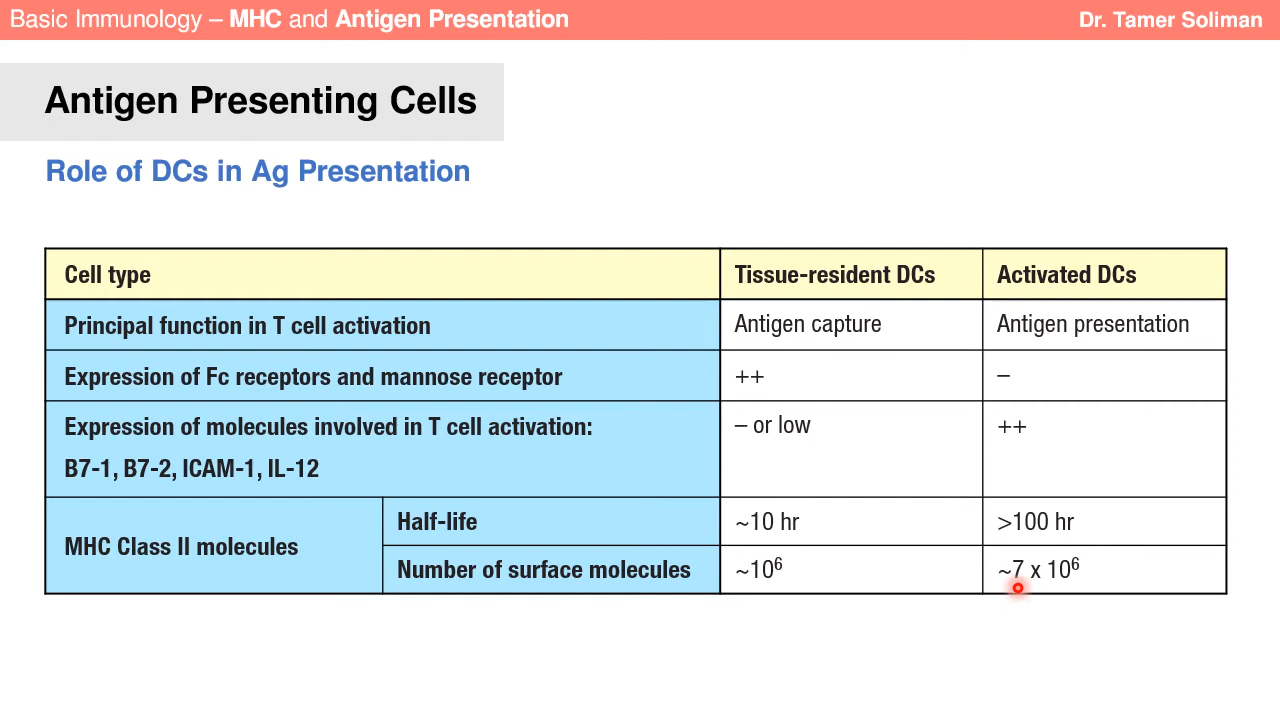 Basic Immunology – MHC and Antigen Presentation
Dr. Tamer Soliman
Antigen Presenting Cells
Role of DCs in Ag Presentation
Cell type
Tissue-resident DCs
Activated DCs
Principal function in T cell activation
Antigen capture
Antigen presentation
Expression of Fc receptors and mannose receptor
++
–
Expression of molecules involved in T cell activation:
B7-1, B7-2, ICAM-1, IL-12
– or low
++
MHC Class II molecules
Half-life
~10 hr
>100 hr
Number of surface molecules
~10⁶
~7 x 10⁶